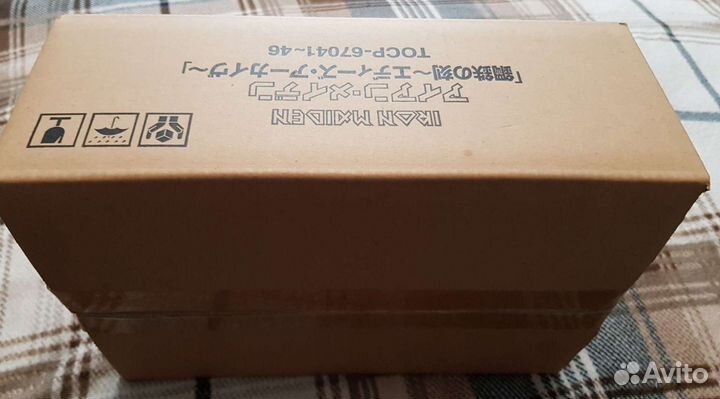 IRON MAIDEN
アイアン・メイデン
「鋼鉄の刻〜エディーズ・アーカイヴ〜」
TOCP-67041~46
Avito